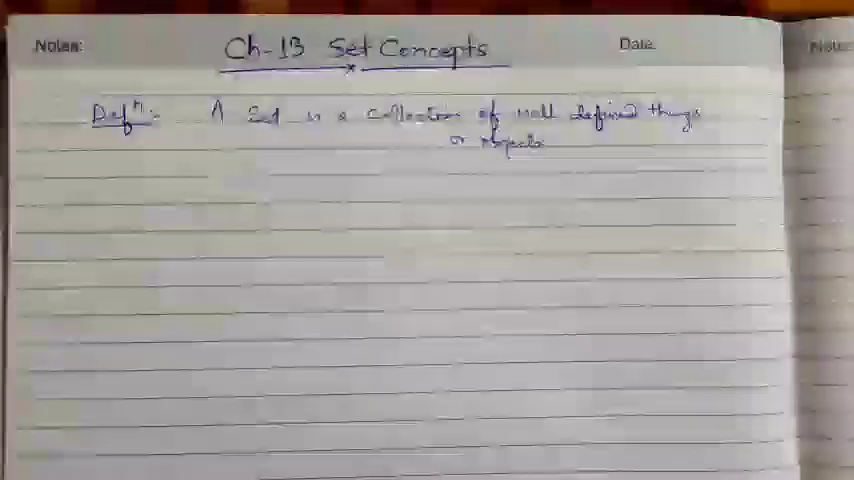 Notes:
Ch-13 Set Concepts
Date
Notes:
Defⁿ:- A Set is a collection of well defined things
or objects